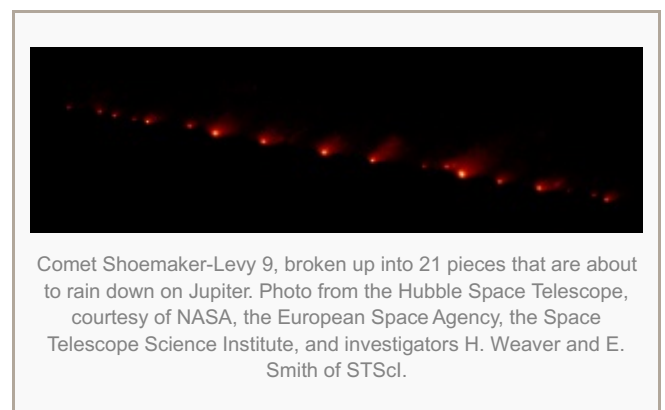 Comet Shoemaker-Levy 9, broken up into 21 pieces that are about
to rain down on Jupiter. Photo from the Hubble Space Telescope,
courtesy of NASA, the European Space Agency, the Space
Telescope Science Institute, and investigators H. Weaver and E.
Smith of STScI.